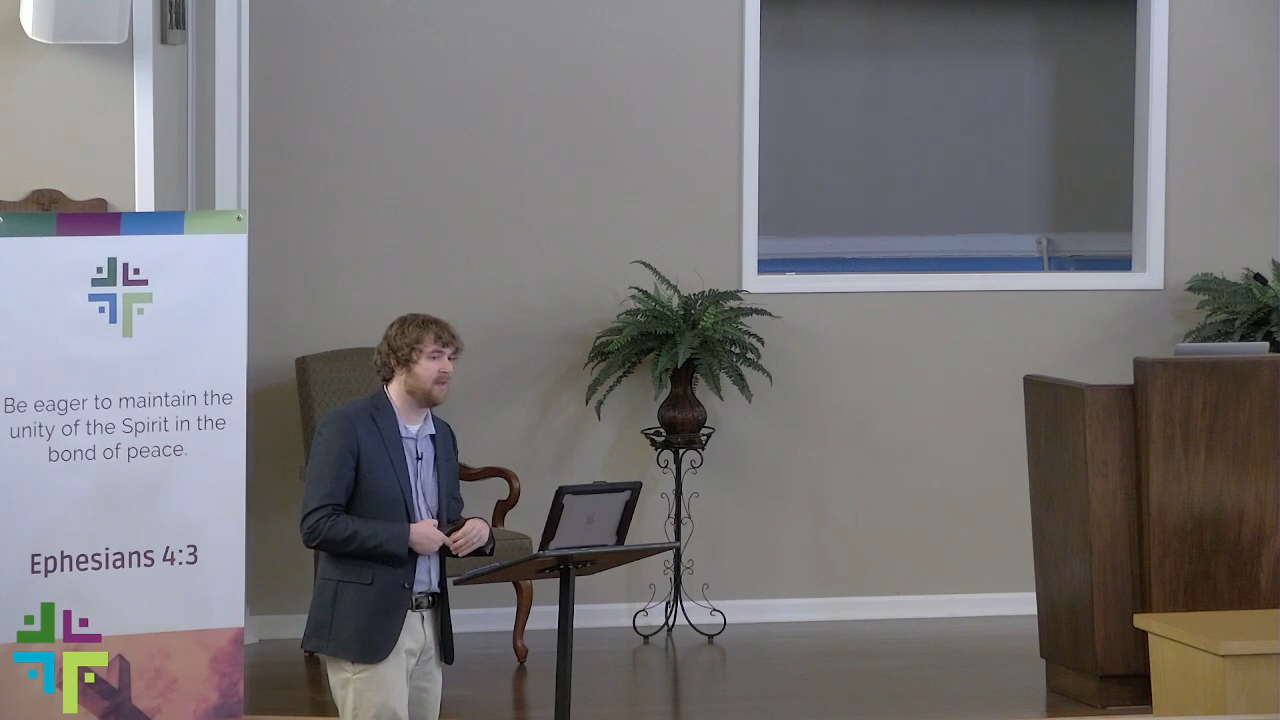 Be eager to maintain the
unity of the Spirit in the
bond of peace.
Ephesians 4:3